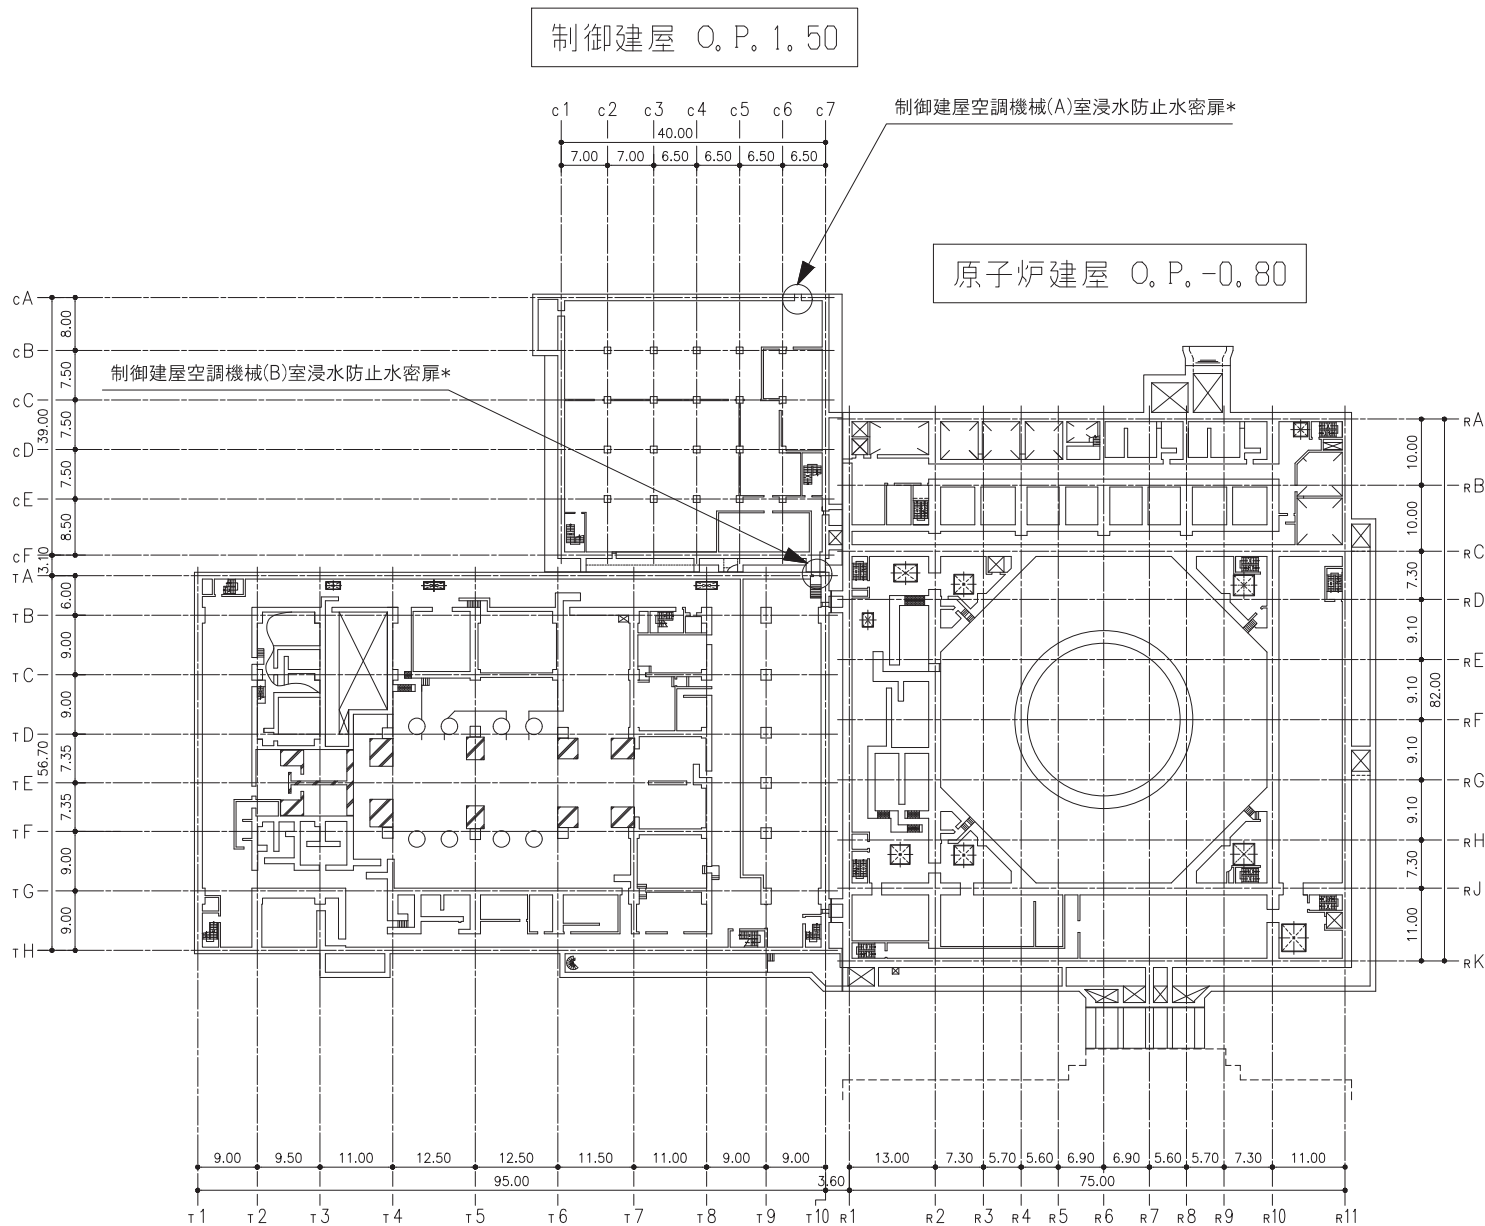 制御建屋 O.P.1.50
c1 c2 c3 c4 c5 c6 c7
40.00
7.00 7.00 6.50 6.50 6.50 6.50
制御建屋空調機械(A)室浸水防止水密扉*
原子炉建屋 O.P.-0.80
制御建屋空調機械(B)室浸水防止水密扉*
cA
cB
cC
cD
cE
cF
8.00
7.50
7.50
7.50
8.50
39.00
3.10
TA
TB
TC
TD
TE
TF
TG
TH
6.00
9.00
9.00
7.35
7.35
9.00
9.00
56.70
RA
RB
RC
RD
RE
RF
RG
RH
RJ
RK
10.00
10.00
7.30
9.10
9.10
9.10
9.10
7.30
11.00
82.00
9.00 9.50 11.00 12.50 12.50 11.50 11.00 9.00 9.00 13.00 7.30 5.70 5.60 6.90 6.90 5.60 5.70 7.30 11.00
95.00 3.60 75.00
T1 T2 T3 T4 T5 T6 T7 T8 T9 T10 R1 R2 R3 R4 R5 R6 R7 R8 R9 R10 R11